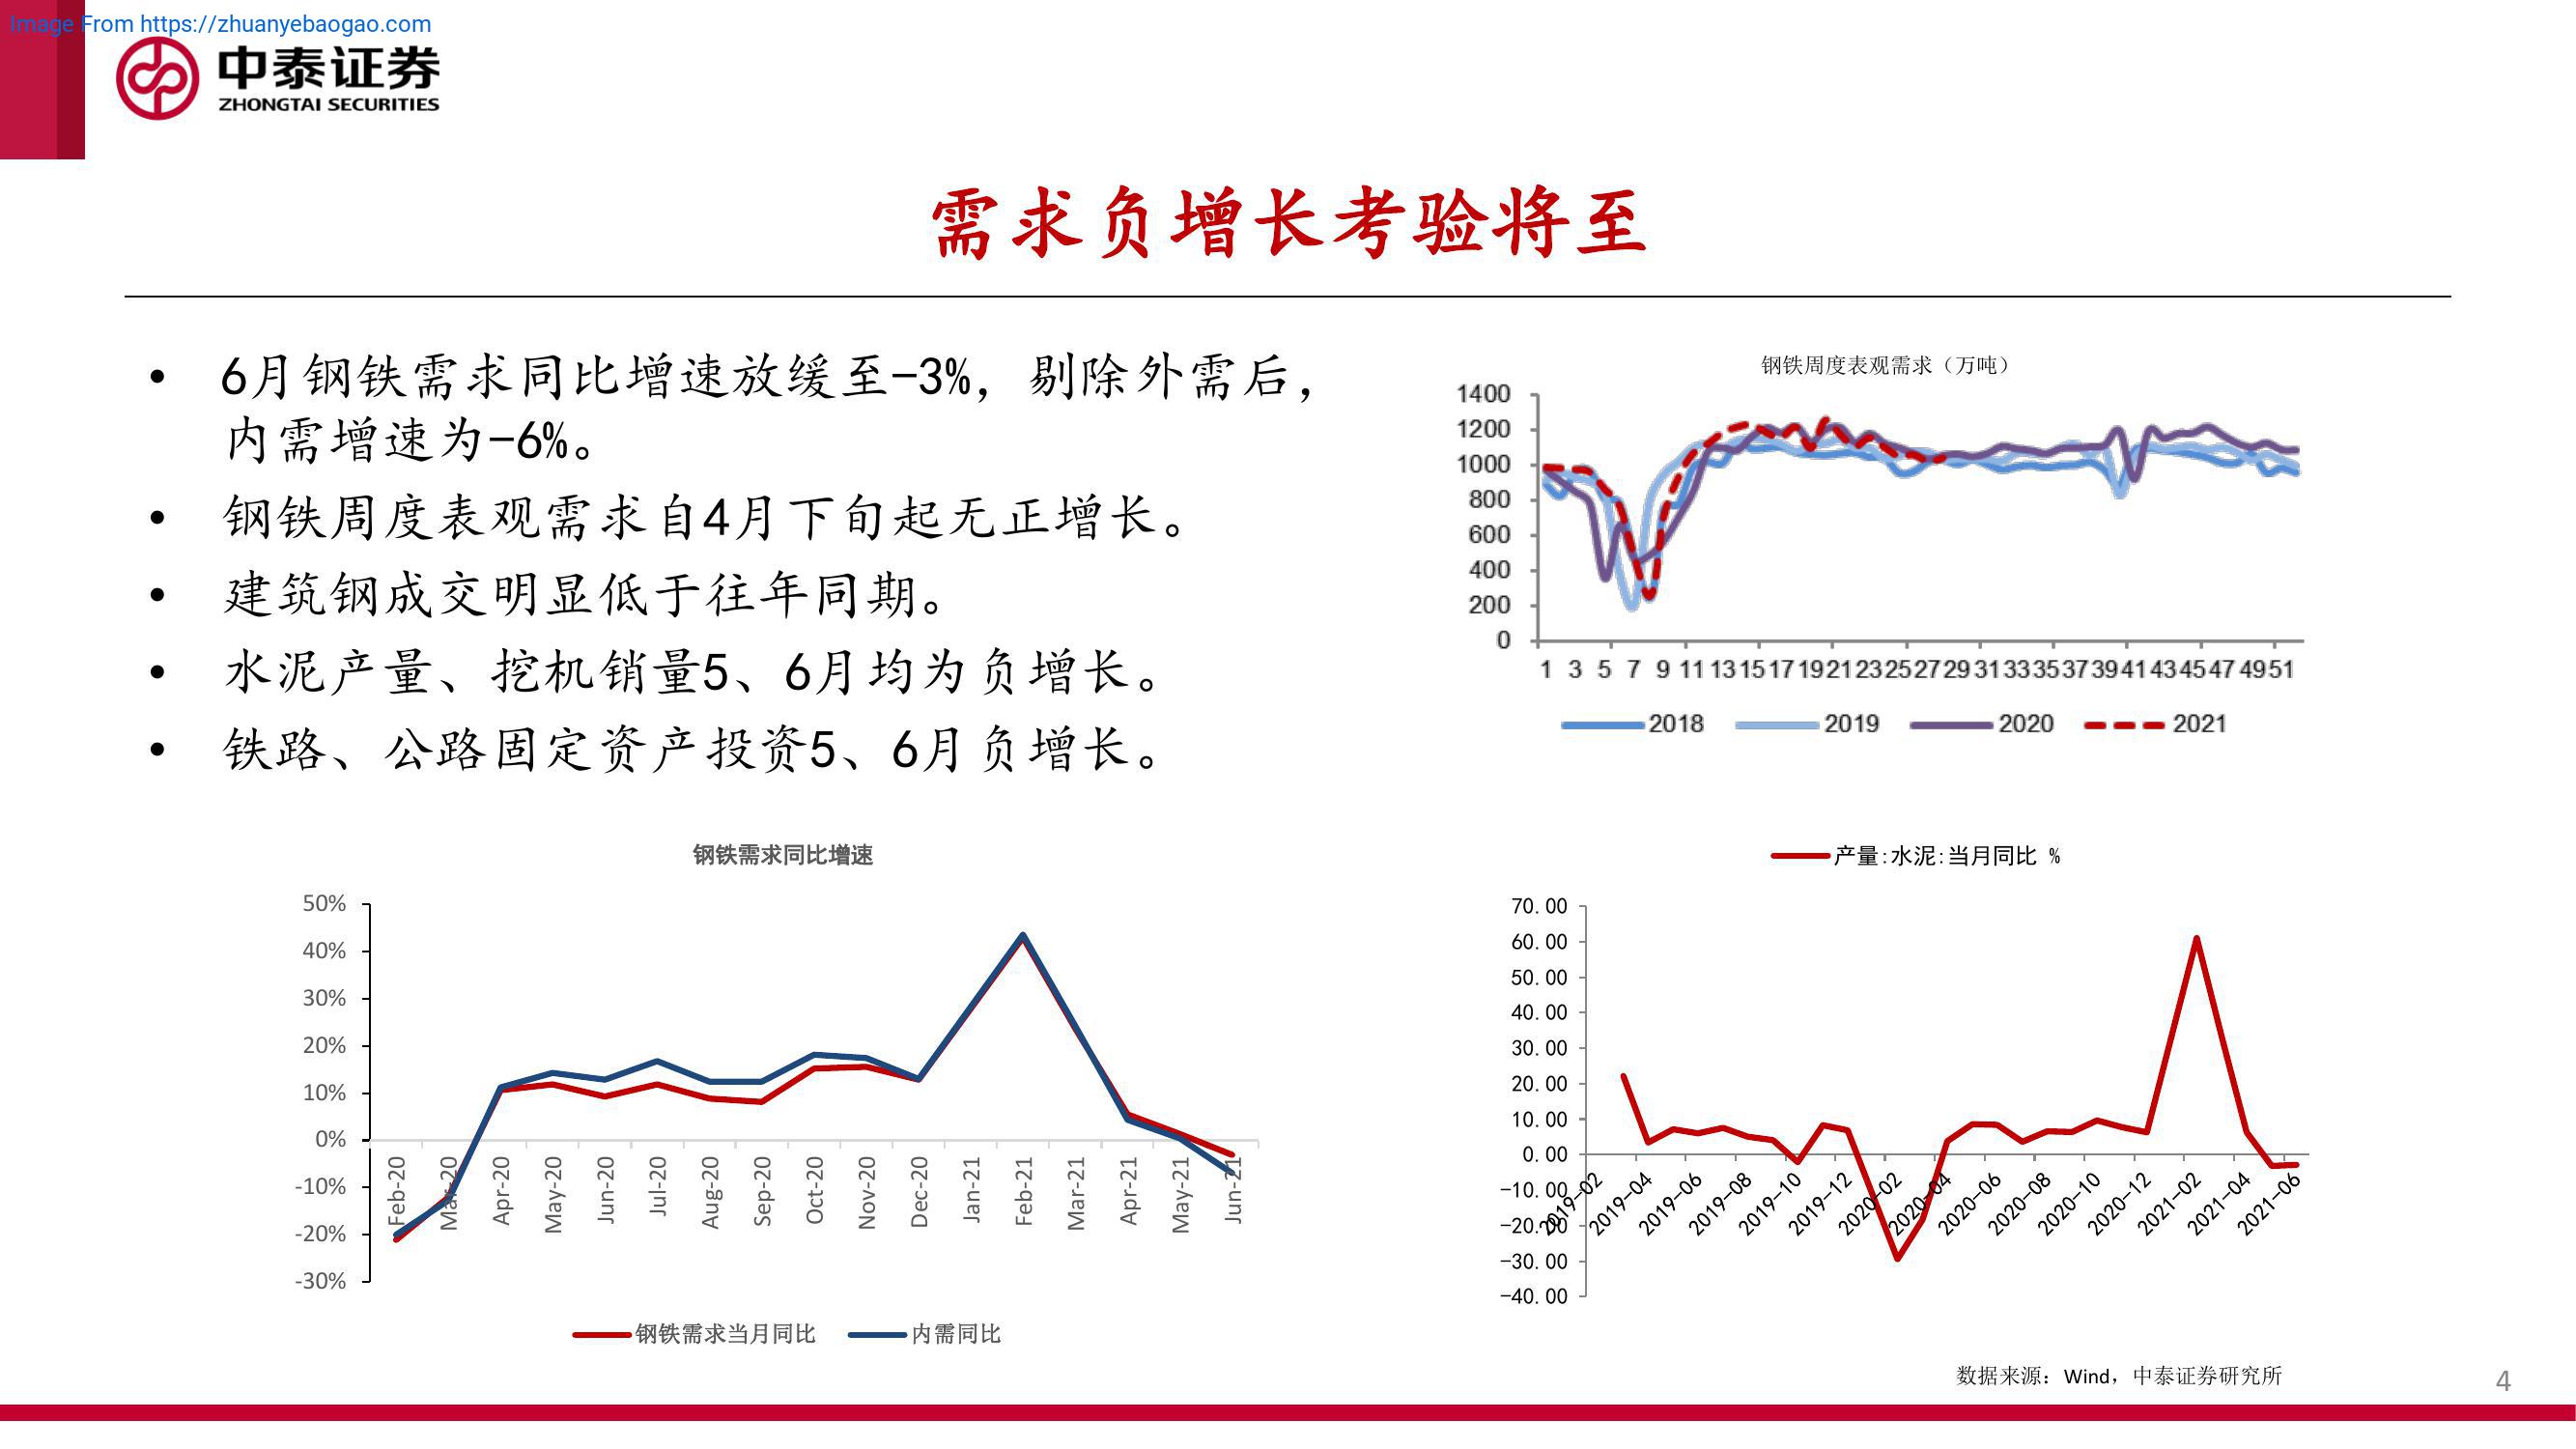 Image From https://zhuanyebaogao.com
中泰证券
ZHONGTAI SECURITIES
需求负增长考验将至
• 6月钢铁需求同比增速放缓至-3%，剔除外需后，
内需增速为-6%。
• 钢铁周度表观需求自4月下旬起无正增长。
• 建筑钢成交明显低于往年同期。
• 水泥产量、挖机销量5、6月均为负增长。
• 铁路、公路固定资产投资5、6月负增长。
钢铁周度表观需求（万吨）
1400
1200
1000
800
600
400
200
0
1 3 5 7 9 11 13 15 17 19 21 23 25 27 29 31 33 35 37 39 41 43 45 47 49 51
2018 2019 2020 2021
钢铁需求同比增速
50%
40%
30%
20%
10%
0%
-10%
-20%
-30%
Feb-20 Mar-20 Apr-20 May-20 Jun-20 Jul-20 Aug-20 Sep-20 Oct-20 Nov-20 Dec-20 Jan-21 Feb-21 Mar-21 Apr-21 May-21 Jun-21
钢铁需求当月同比 内需同比
产量:水泥:当月同比 %
70.00
60.00
50.00
40.00
30.00
20.00
10.00
0.00
-10.00
-20.00
-30.00
-40.00
2019-02 2019-04 2019-06 2019-08 2019-10 2019-12 2020-02 2020-04 2020-06 2020-08 2020-10 2020-12 2021-02 2021-04 2021-06
数据来源：Wind，中泰证券研究所
4